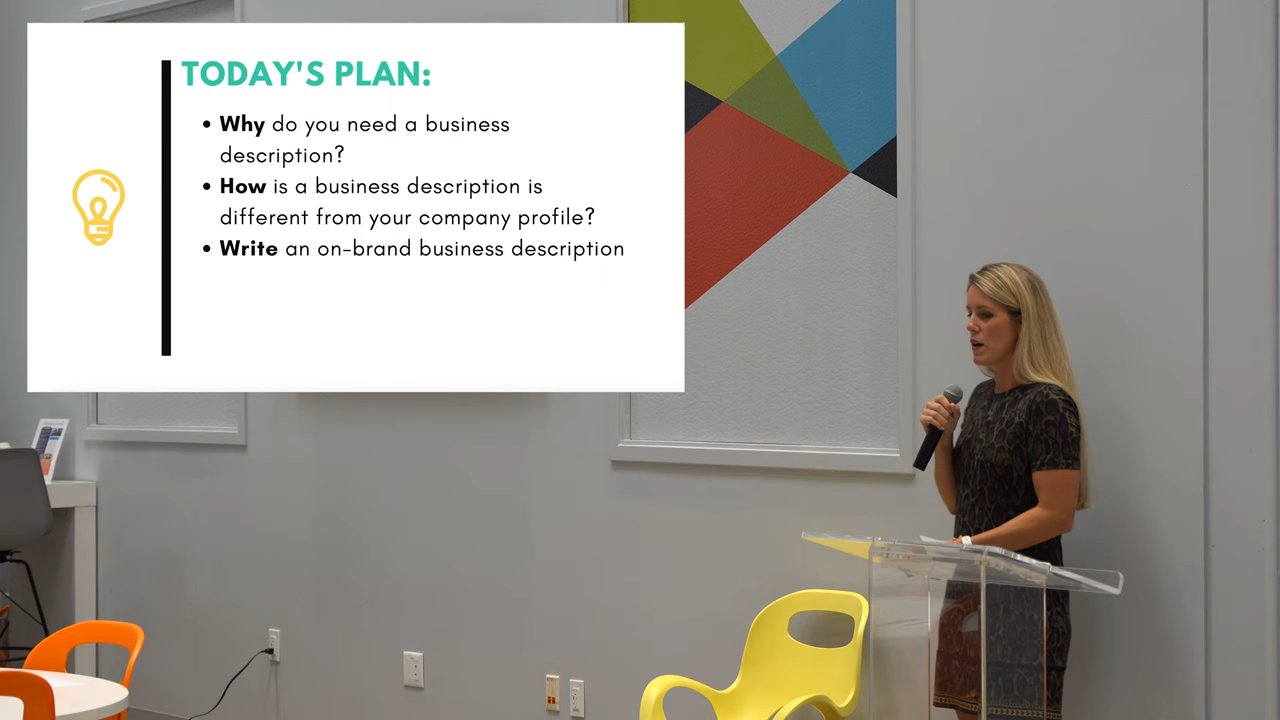 TODAY'S PLAN:
• Why do you need a business
description?
• How is a business description is
different from your company profile?
• Write an on-brand business description